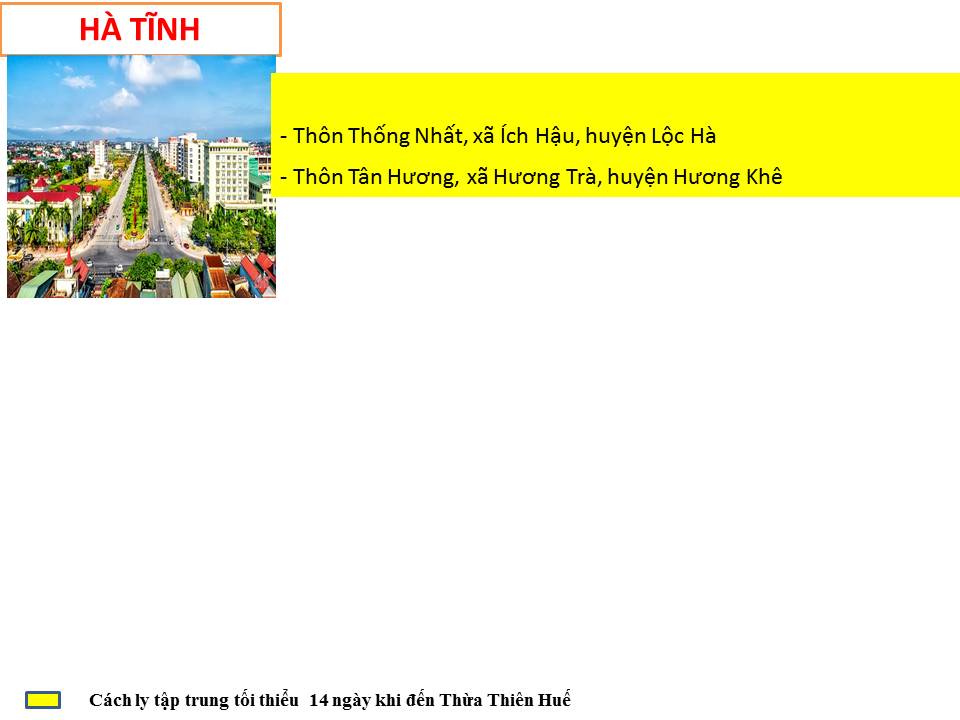 HÀ TĨNH
- Thôn Thống Nhất, xã Ích Hậu, huyện Lộc Hà
- Thôn Tân Hương, xã Hương Trà, huyện Hương Khê
Cách ly tập trung tối thiểu 14 ngày khi đến Thừa Thiên Huế